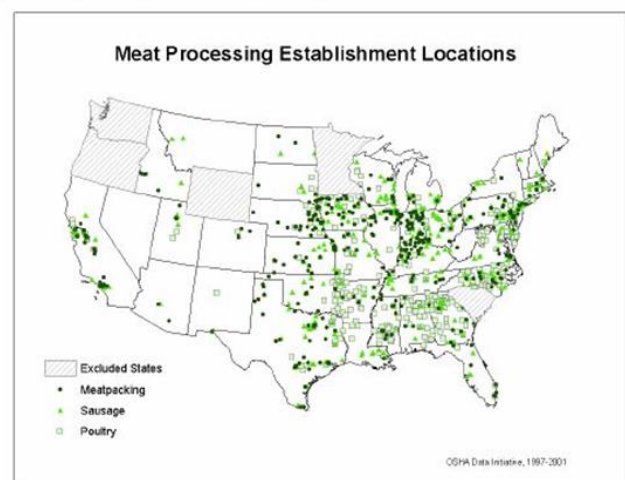 Meat Processing Establishment Locations
Excluded States
Meatpacking
Sausage
Poultry
OSHA Data Initiative, 1997-2001